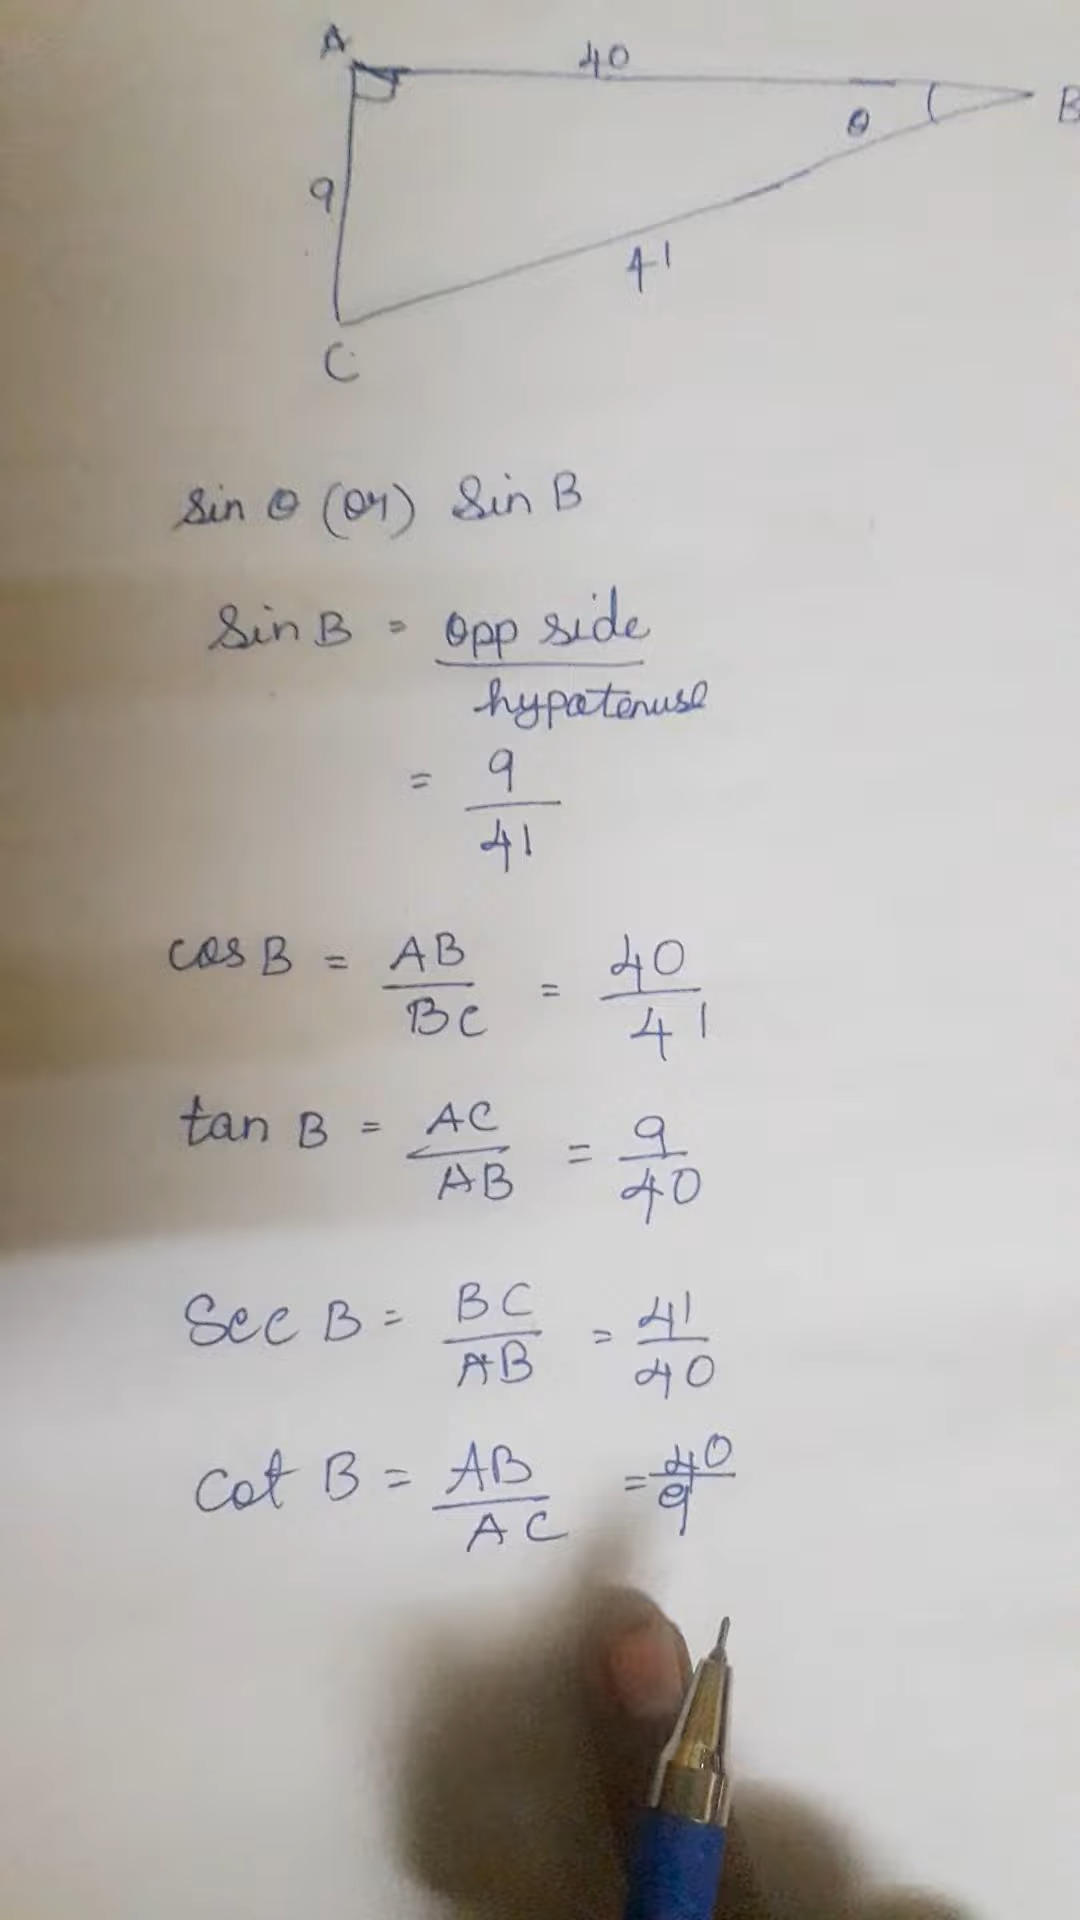 A
40
B
θ
9
41
C
Sin θ (or) Sin B
Sin B = opp side
hypotenuse
= 9
41
cos B = AB = 40
BC 41
tan B = AC = 9
AB 40
Sec B = BC = 41
AB 40
Cot B = AB = 40
AC 9